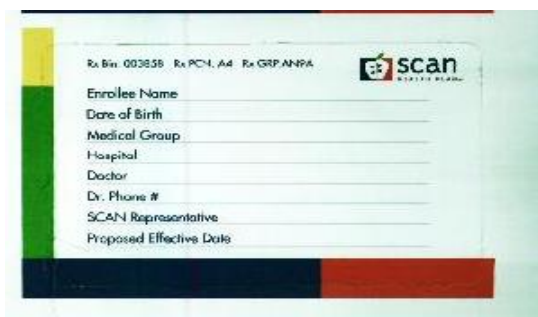 Rx Bin: 003858 Rx PCN: A4 Rx GRP:
scan
Enrollee Name
Date of Birth
Medical Group
Hospital
Doctor
Dr. Phone #
SCAN Representative
Proposed Effective Date